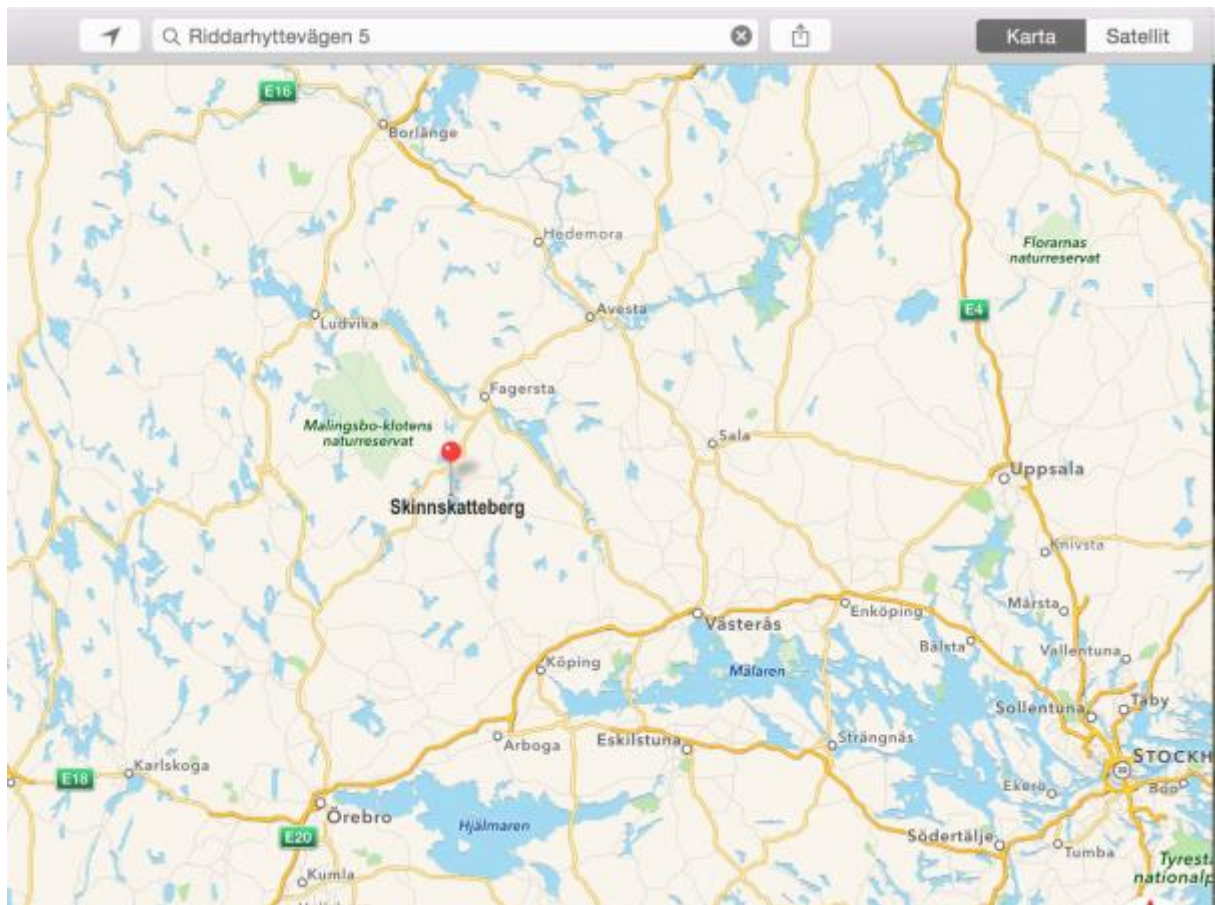 Riddarhyttevägen 5
Karta
Satellit
E16
Borlänge
Hedemora
Florarnas
naturreservat
Avesta
E4
Ludvika
Fagersta
Malingsbo-klotens
naturreservat
Sala
Uppsala
Skinnskatteberg
Knivsta
Västerås
Enköping
Märsta
Bålsta
Vallentuna
Köping
Mälaren
Sollentuna
Täby
Arboga
Eskilstuna
Strängnäs
STOCKH
E18
Karlskoga
Ekerö
Boo
Örebro
Hjälmaren
E20
Södertälje
Tumba
Tyresta
nationalp
Kumla